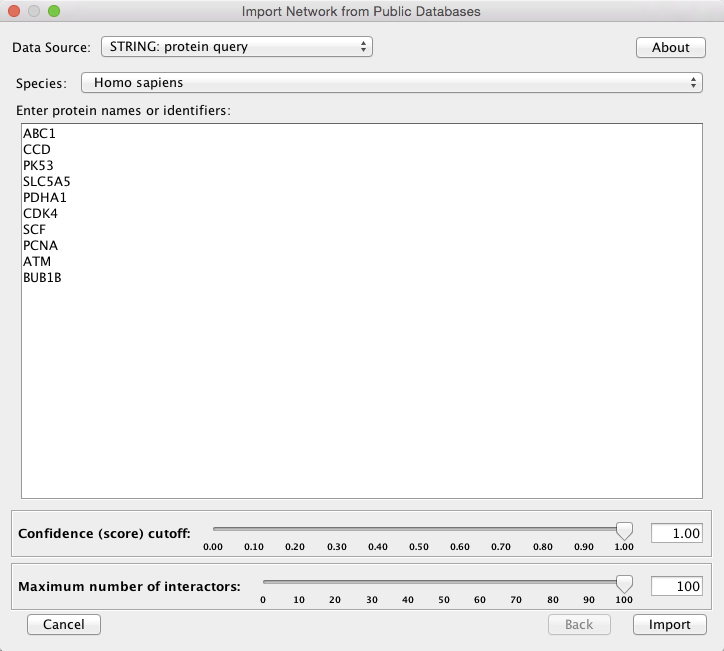 Import Network from Public Databases
Data Source: STRING: protein query About
Species: Homo sapiens
Enter protein names or identifiers:
ABC1
CCD
PK53
SLC5A5
PDHA1
CDK4
SCF
PCNA
ATM
BUB1B
Confidence (score) cutoff: 1.00
0.00 0.10 0.20 0.30 0.40 0.50 0.60 0.70 0.80 0.90 1.00
Maximum number of interactors: 100
0 10 20 30 40 50 60 70 80 90 100
Cancel Back Import